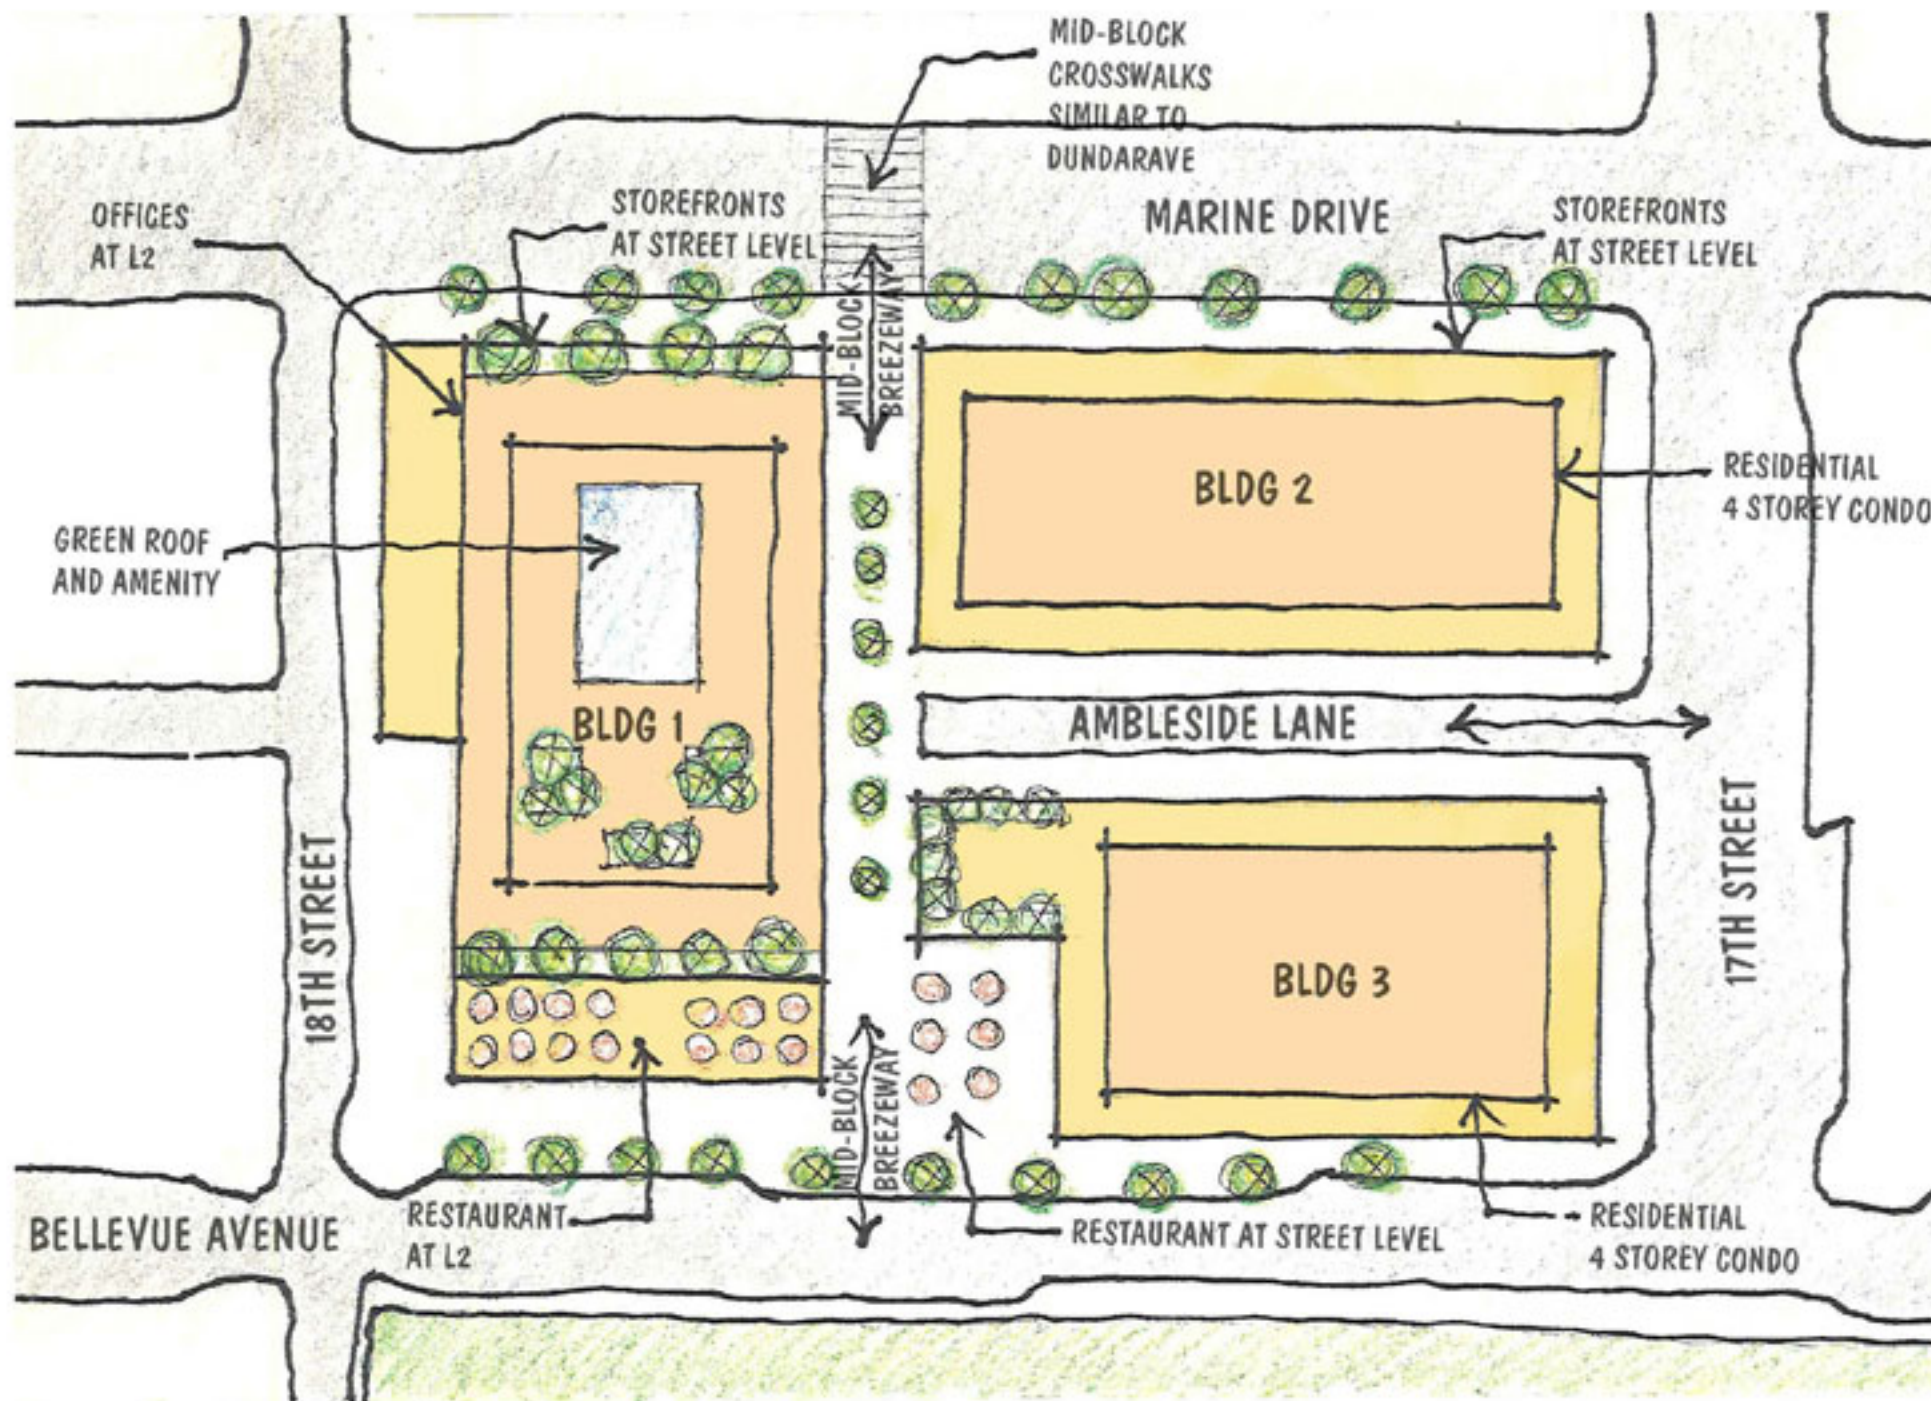 MID-BLOCK
CROSSWALKS
SIMILAR TO
DUNDARAVE
OFFICES
AT L2
STOREFRONTS
AT STREET LEVEL
MARINE DRIVE
STOREFRONTS
AT STREET LEVEL
MID-BLOCK
BREEZEWAY
BLDG 2
RESIDENTIAL
4 STOREY CONDO
GREEN ROOF
AND AMENITY
BLDG 1
AMBLESIDE LANE
18TH STREET
17TH STREET
BLDG 3
MID-BLOCK
BREEZEWAY
BELLEVUE AVENUE
RESTAURANT
AT L2
RESTAURANT AT STREET LEVEL
RESIDENTIAL
4 STOREY CONDO